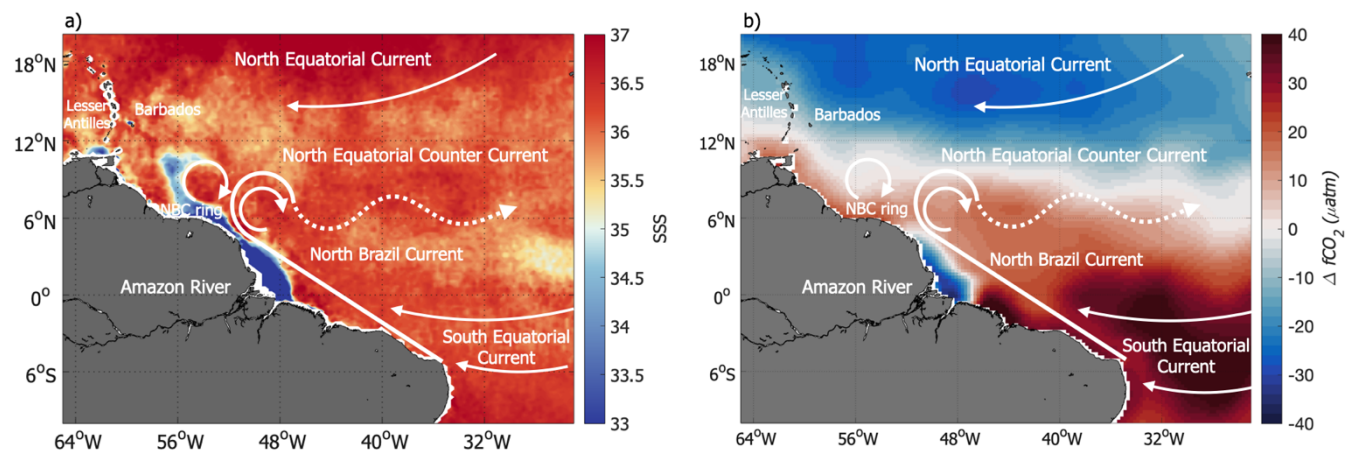 a)
North Equatorial Current
Lesser
Antilles
Barbados
North Equatorial Counter Current
NBC ring
North Brazil Current
Amazon River
South Equatorial
Current
18°N
12°N
6°N
0°
6°S
64°W
56°W
48°W
40°W
32°W
37
36.5
36
35.5
35
34.5
34
33.5
33
SSS
b)
North Equatorial Current
Lesser
Antilles
Barbados
North Equatorial Counter Current
NBC ring
North Brazil Current
Amazon River
South Equatorial
Current
18°N
12°N
6°N
0°
6°S
64°W
56°W
48°W
40°W
32°W
40
30
20
10
0
-10
-20
-30
-40
Δ fCO₂ (μatm)